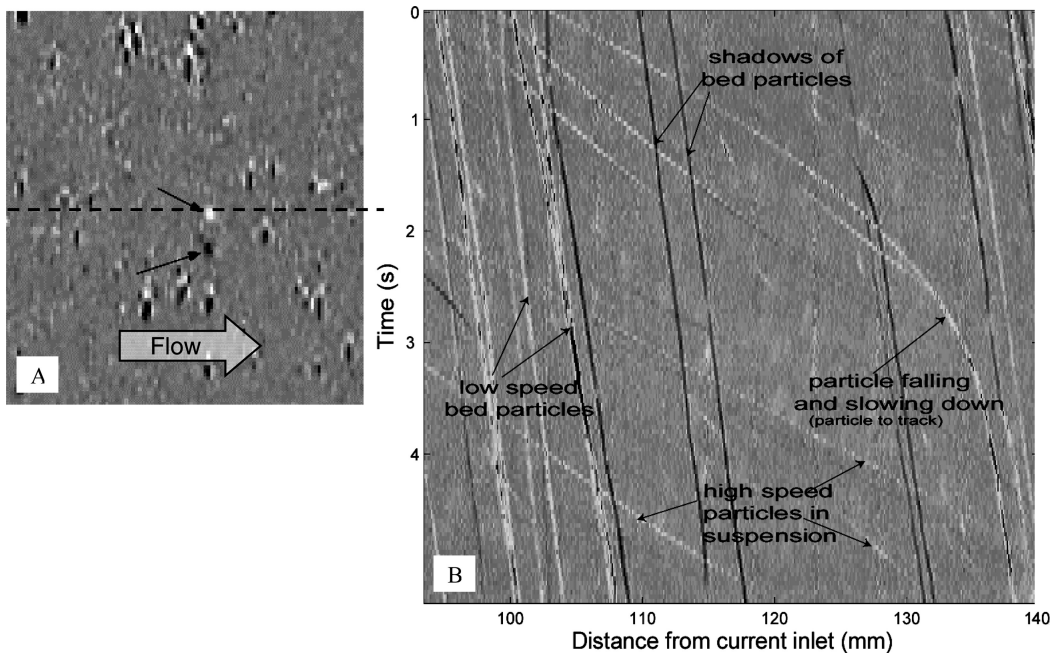 Flow
A
0
1
2
3
4
Time (s)
shadows of
bed particles
low speed
bed particles
particle falling
and slowing down
(particle to track)
high speed
particles in
suspension
B
100
110
120
130
140
Distance from current inlet (mm)